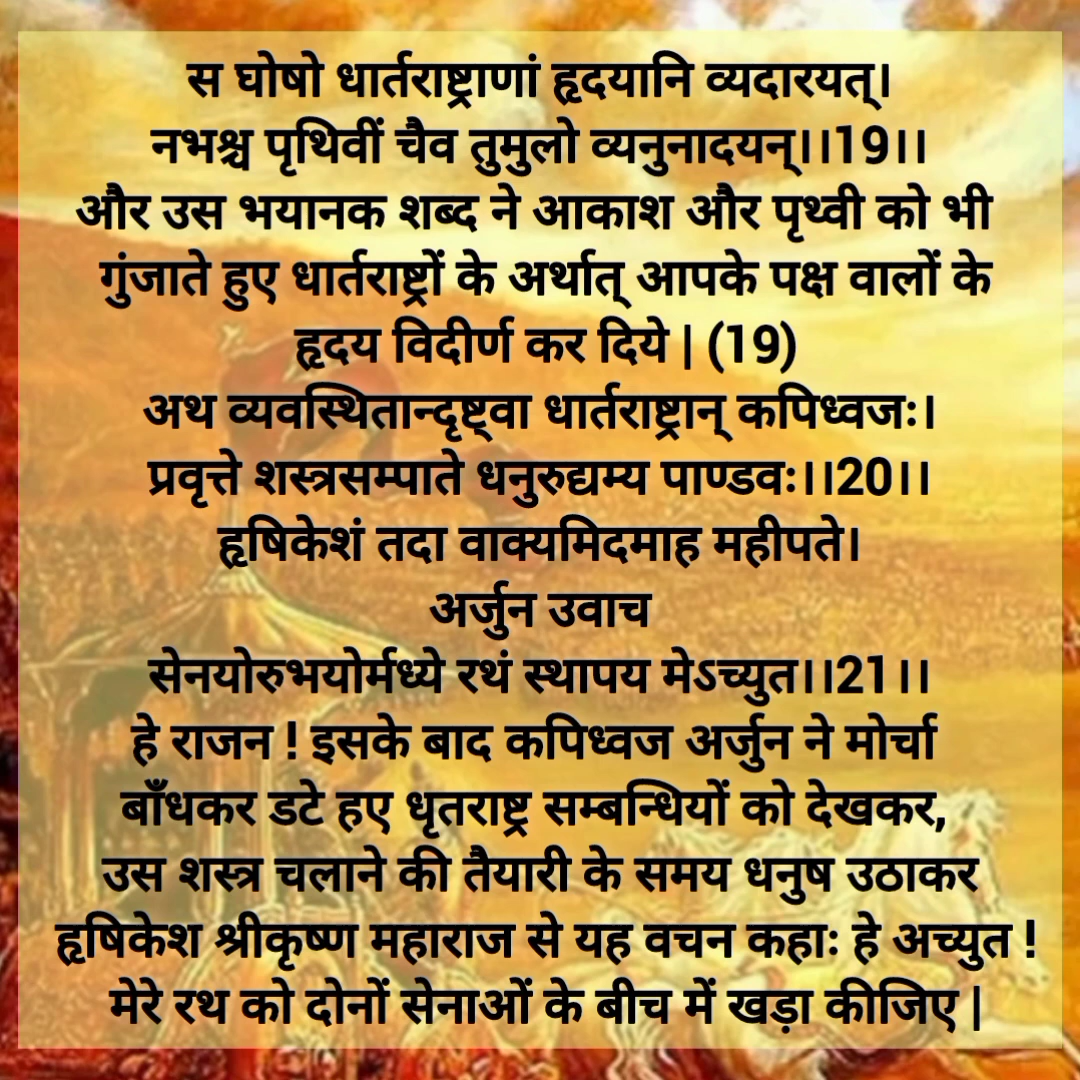 स घोषो धार्तराष्ट्राणां हृदयानि व्यदारयत्।
नभश्च पृथिवीं चैव तुमुलो व्यनुनादयन्।।19।।
और उस भयानक शब्द ने आकाश और पृथ्वी को भी
गुंजाते हुए धार्तराष्ट्रों के अर्थात् आपके पक्ष वालों के
हृदय विदीर्ण कर दिये | (19)
अथ व्यवस्थितान्दृष्ट्वा धार्तराष्ट्रान् कपिध्वजः।
प्रवृत्ते शस्त्रसम्पाते धनुरुद्यम्य पाण्डवः।।20।।
हृषिकेशं तदा वाक्यमिदमाह महीपते।
अर्जुन उवाच
सेनयोरुभयोर्मध्ये रथं स्थापय मेऽच्युत।।21।।
हे राजन ! इसके बाद कपिध्वज अर्जुन ने मोर्चा
बाँधकर डटे हए धृतराष्ट्र सम्बन्धियों को देखकर,
उस शस्त्र चलाने की तैयारी के समय धनुष उठाकर
हृषिकेश श्रीकृष्ण महाराज से यह वचन कहाः हे अच्युत !
मेरे रथ को दोनों सेनाओं के बीच में खड़ा कीजिए |